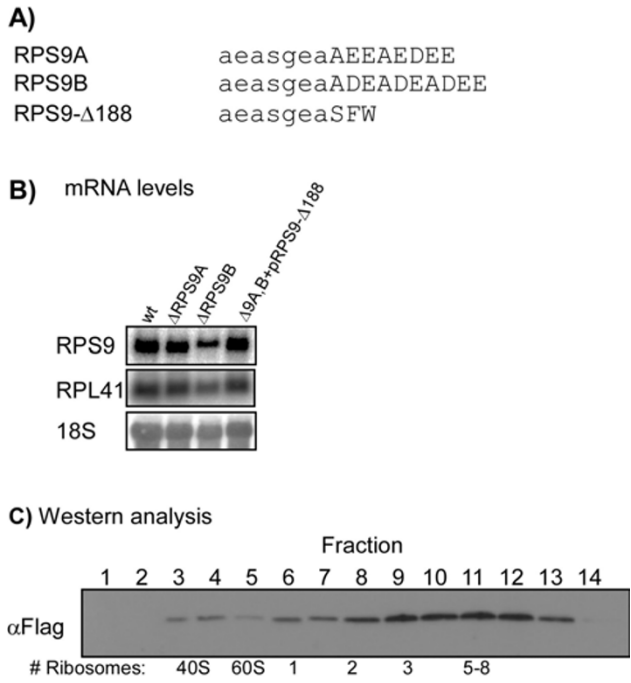 A)
RPS9A aeasgeaAEEAEDEE
RPS9B aeasgeaADEADEADEE
RPS9-Δ188 aeasgeaSFW
B) mRNA levels
wt ΔRPS9A ΔRPS9B Δ9A,B+pRPS9-Δ188
RPS9
RPL41
18S
C) Western analysis
Fraction
1 2 3 4 5 6 7 8 9 10 11 12 13 14
αFlag
# Ribosomes: 40S 60S 1 2 3 5-8